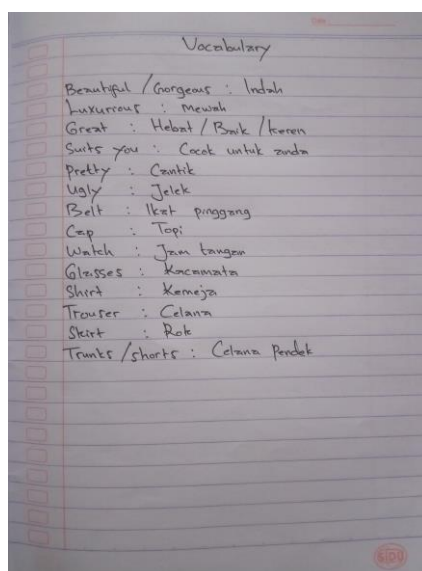 Date:
Vocabulary
Beautiful / Gorgeous : Indah
Luxurious : Mewah
Great : Hebat / Baik / keren
Suits you : Cocok untuk anda
Pretty : Cantik
Ugly : Jelek
Belt : Ikat pinggang
Cap : Topi
Watch : Jam tangan
Glasses : Kacamata
Shirt : Kemeja
Trouser : Celana
Skirt : Rok
Trunks / shorts : Celana Pendek
SIDU